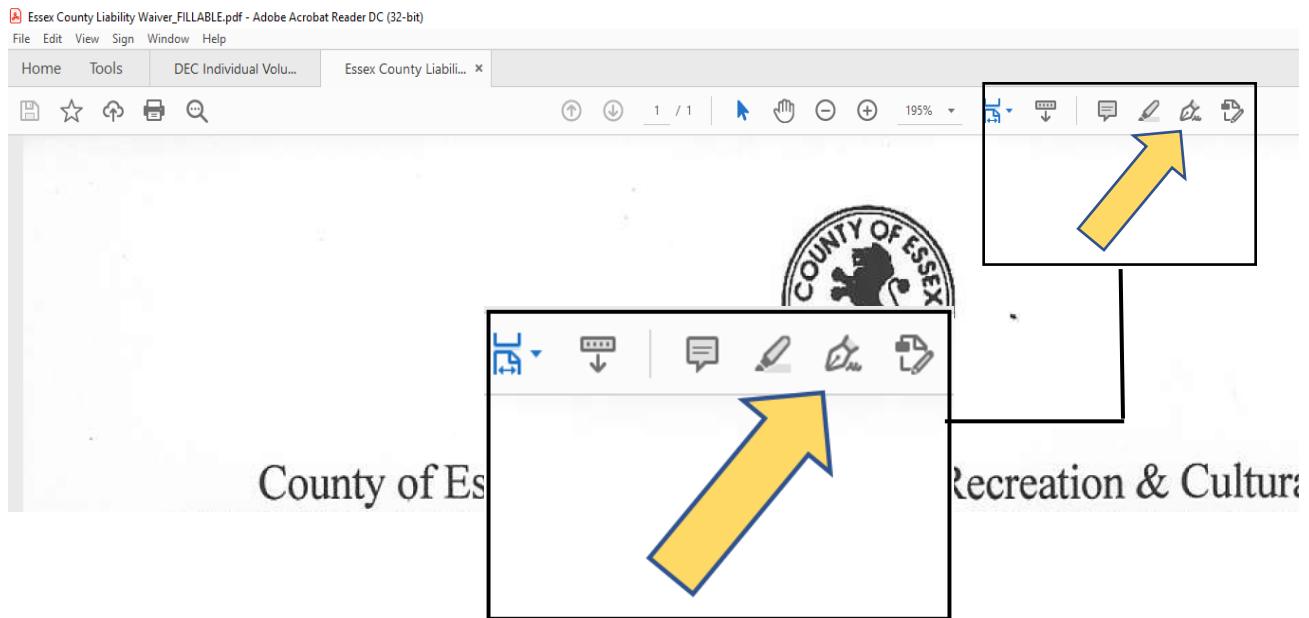 Essex County Liability Waiver_FILLABLE.pdf - Adobe Acrobat Reader DC (32-bit)
File Edit View Sign Window Help
Home Tools DEC Individual Volu... Essex County Liabili... ×
1 / 1 195%
COUNTY OF ESSEX
County of Es Recreation & Cultura